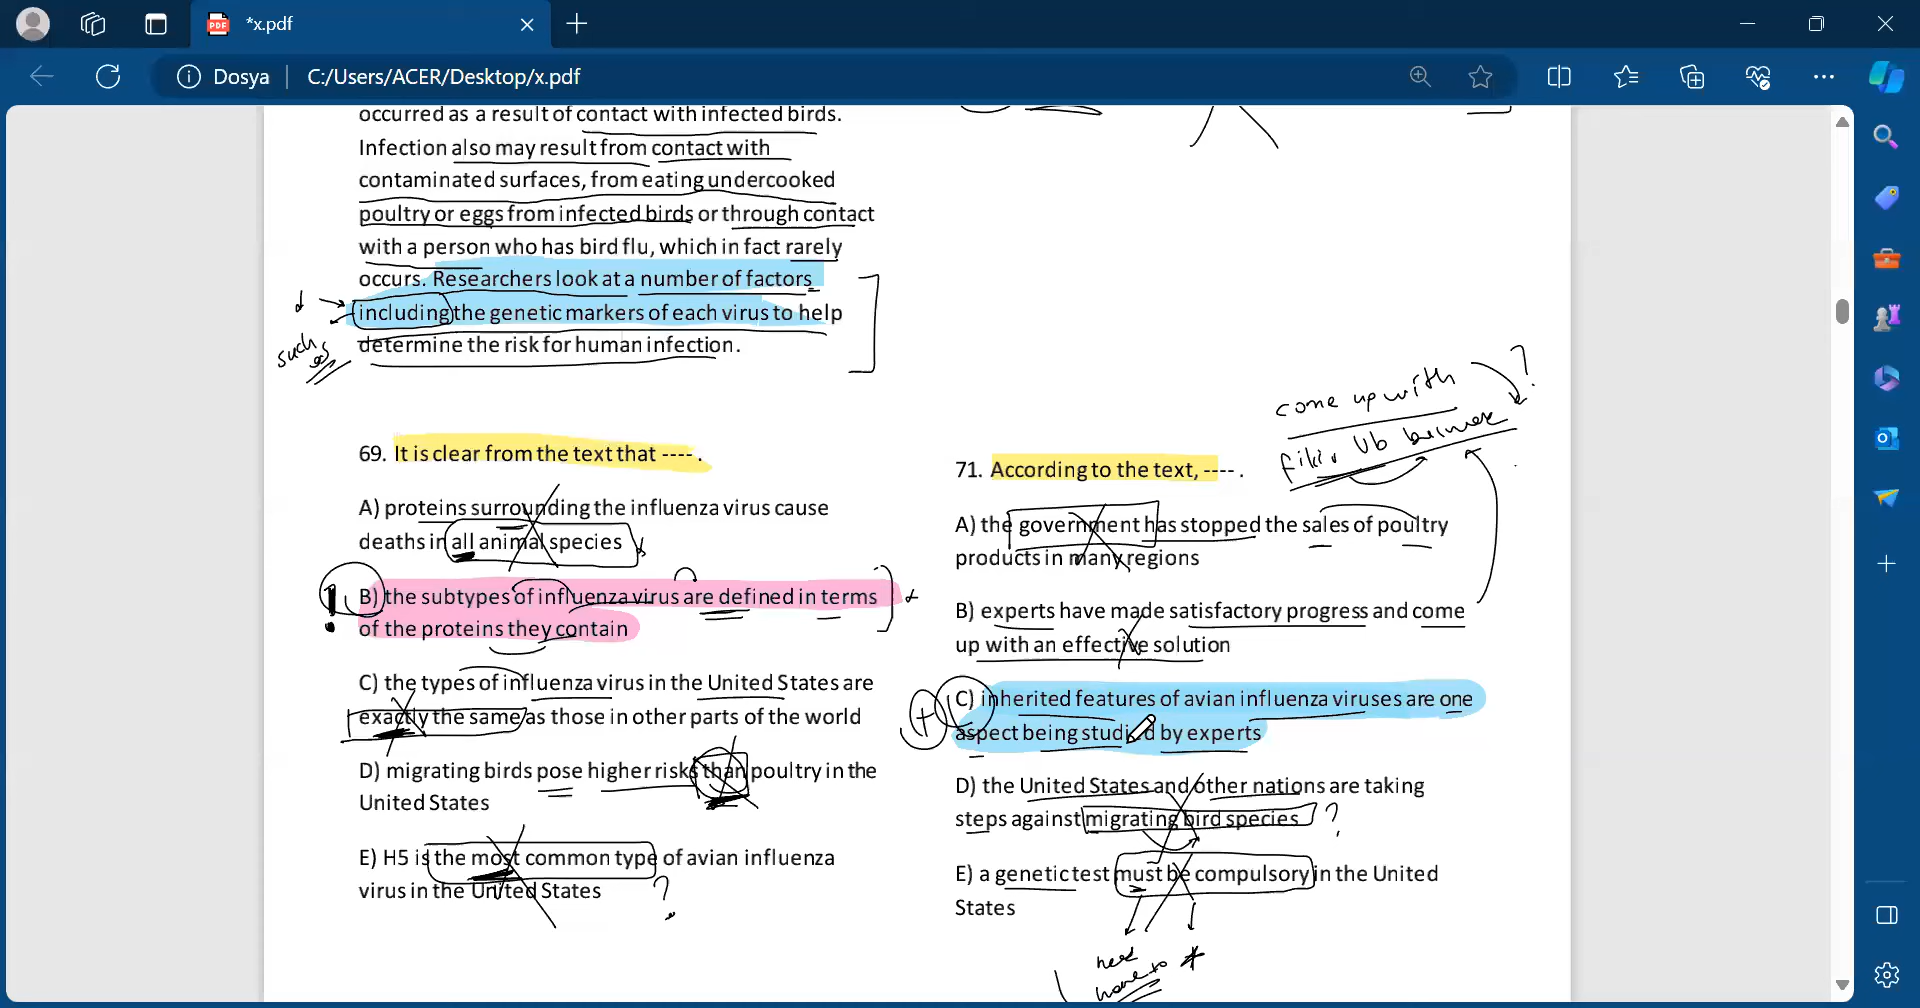 *x.pdf
Dosya
C:/Users/ACER/Desktop/x.pdf
occurred as a result of contact with infected birds.
Infection also may result from contact with
contaminated surfaces, from eating undercooked
poultry or eggs from infected birds or through contact
with a person who has bird flu, which in fact rarely
occurs. Researchers look at a number of factors
including the genetic markers of each virus to help
determine the risk for human infection.
such as
69. It is clear from the text that ---- .
A) proteins surrounding the influenza virus cause
deaths in all animal species
B) the subtypes of influenza virus are defined in terms
of the proteins they contain
C) the types of influenza virus in the United States are
exactly the same as those in other parts of the world
D) migrating birds pose higher risks than poultry in the
United States
E) H5 is the most common type of avian influenza
virus in the United States
?
come up with
?
fikir vb
71. According to the text, ---- .
A) the government has stopped the sales of poultry
products in many regions
B) experts have made satisfactory progress and come
up with an effective solution
C) inherited features of avian influenza viruses are one
aspect being studied by experts
D) the United States and other nations are taking
steps against migrating bird species
?
E) a genetic test must be compulsory in the United
States
have to